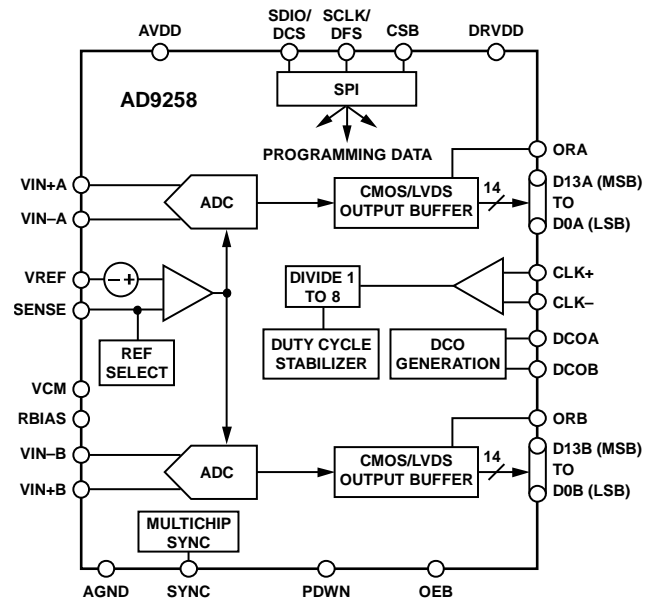 SDIO/
DCS
SCLK/
DFS
AVDD
CSB
DRVDD
AD9258
SPI
PROGRAMMING DATA
ORA
VIN+A
VIN–A
ADC
CMOS/LVDS
OUTPUT BUFFER
14
D13A (MSB)
TO
D0A (LSB)
VREF
– +
SENSE
REF
SELECT
DIVIDE 1
TO 8
DUTY CYCLE
STABILIZER
DCO
GENERATION
CLK+
CLK–
DCOA
DCOB
VCM
RBIAS
ORB
VIN–B
VIN+B
ADC
CMOS/LVDS
OUTPUT BUFFER
14
D13B (MSB)
TO
D0B (LSB)
MULTICHIP
SYNC
AGND
SYNC
PDWN
OEB